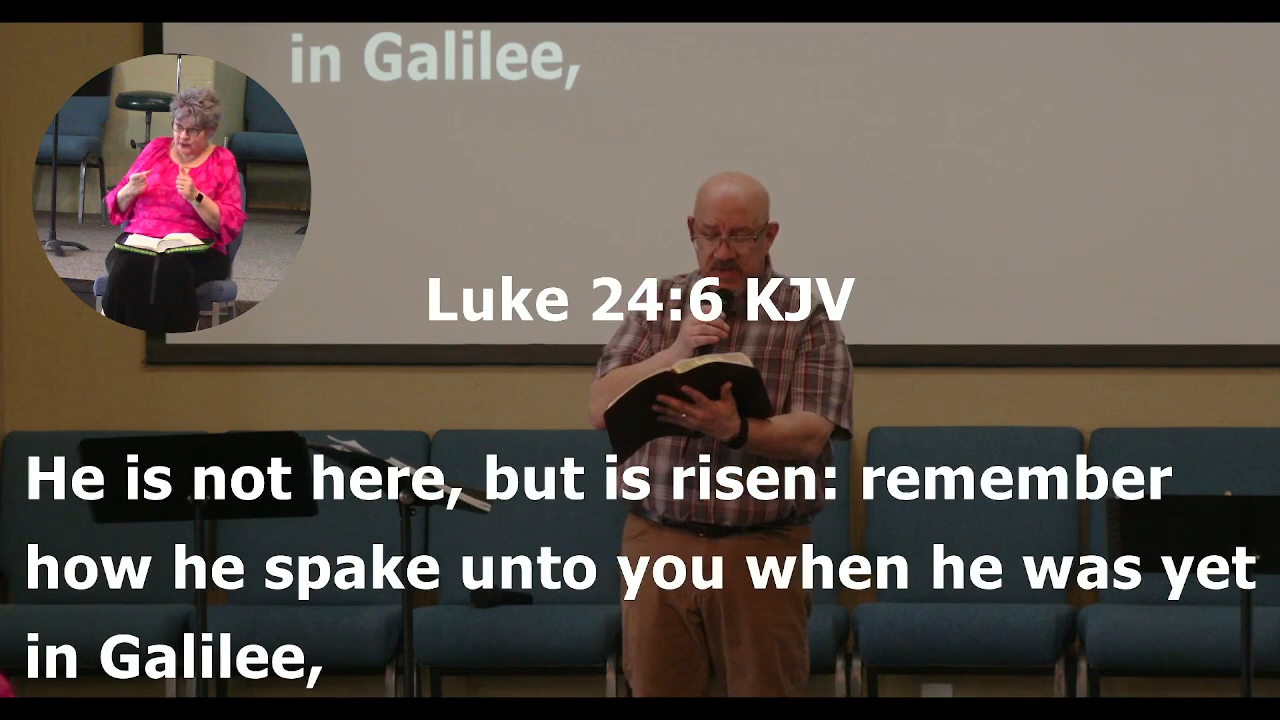 in Galilee,
Luke 24:6 KJV
He is not here, but is risen: remember
how he spake unto you when he was yet
in Galilee,